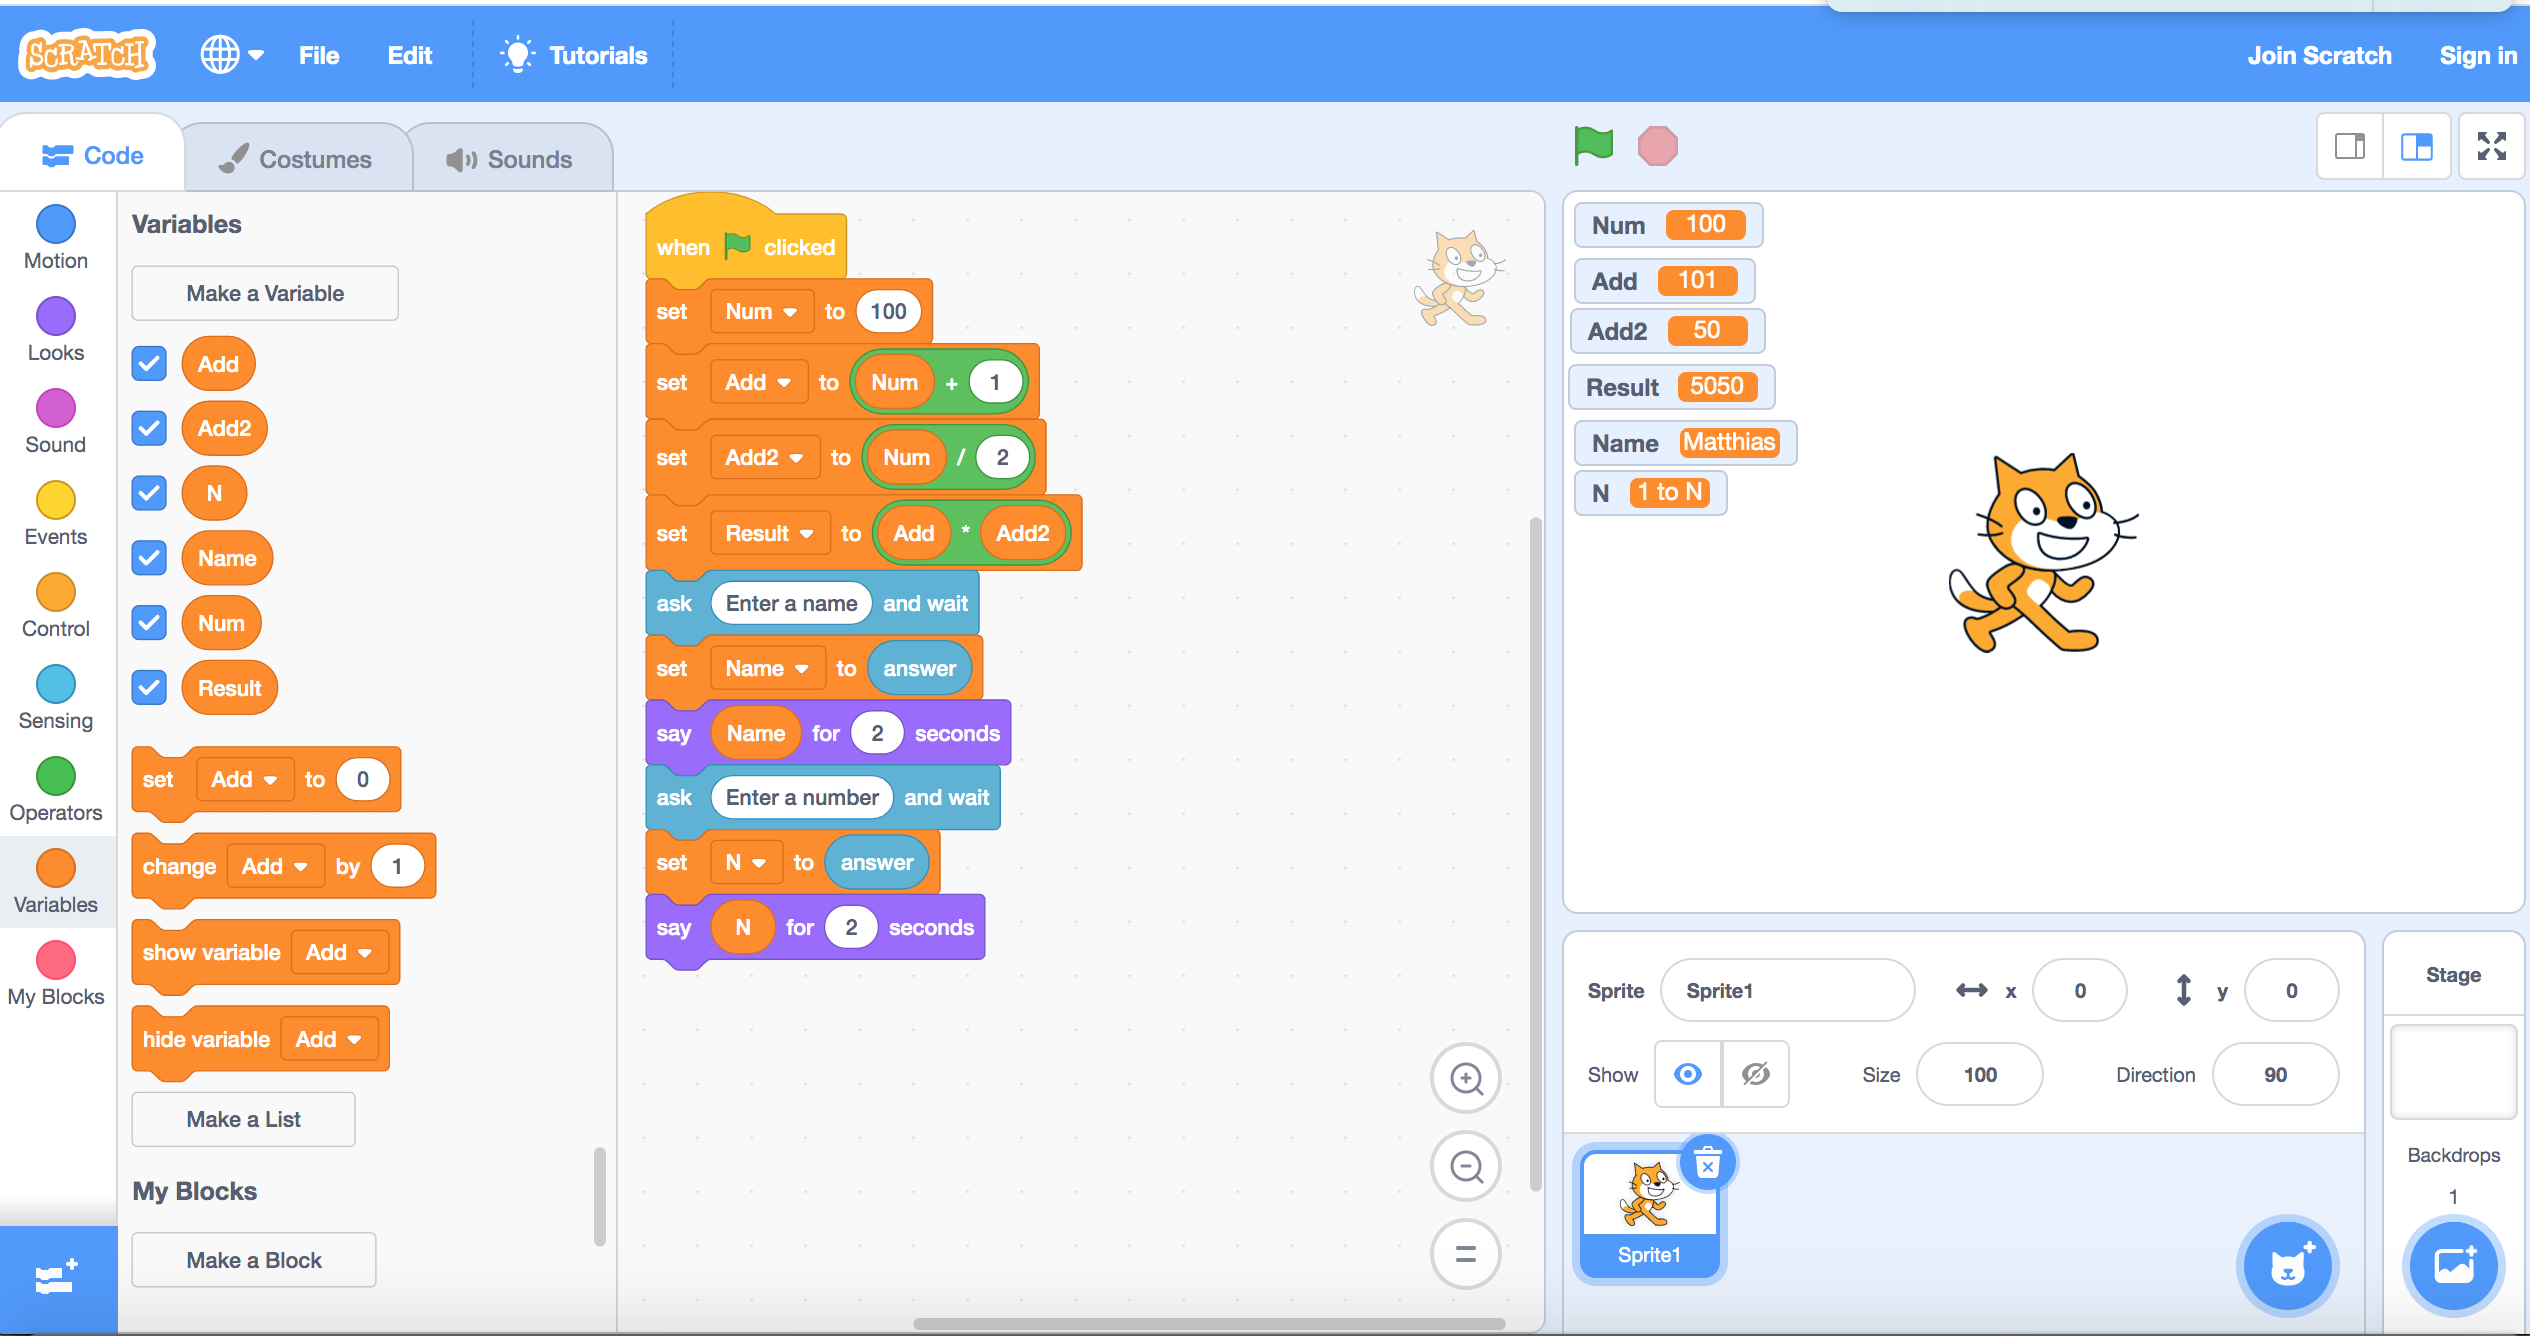 SCRATCH File Edit Tutorials Join Scratch Sign in
Code Costumes Sounds
Motion
Looks
Sound
Events
Control
Sensing
Operators
Variables
My Blocks
Variables
Make a Variable
Add
Add2
N
Name
Num
Result
set Add to 0
change Add by 1
show variable Add
hide variable Add
Make a List
My Blocks
Make a Block
when clicked
set Num to 100
set Add to Num + 1
set Add2 to Num / 2
set Result to Add * Add2
ask Enter a name and wait
set Name to answer
say Name for 2 seconds
ask Enter a number and wait
set N to answer
say N for 2 seconds
Num 100
Add 101
Add2 50
Result 5050
Name Matthias
N 1 to N
Sprite Sprite1 x 0 y 0
Show Size 100 Direction 90
Sprite1
Stage
Backdrops
1